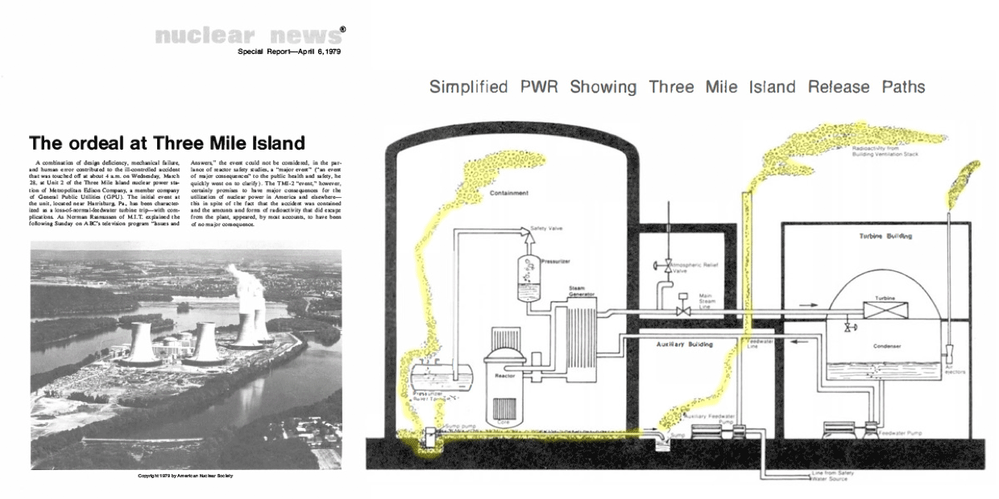 nuclear news®
Special Report—April 6, 1979
The ordeal at Three Mile Island
A combination of design deficiency, mechanical failure,
and human error contributed to the ill-controlled accident
that was touched off at about 4 a.m. on Wednesday, March
28, at Unit 2 of the Three Mile Island nuclear power sta-
tion of Metropolitan Edison Company, a member company
of General Public Utilities (GPU). The initial event at
the unit, located near Harrisburg, Pa., has been character-
ized as a loss-of-normal-feedwater turbine trip—with com-
plications. As Norman Rasmussen of M.I.T. explained the
following Sunday on ABC's television program "Issues and
Answers," the event could not be considered, in the par-
lance of reactor safety studies, a "major event" ("an event
of major consequences" to the public health and safety, he
quickly went on to clarify). The TMI-2 "event," however,
certainly promises to have major consequences for the
utilization of nuclear power in America and elsewhere—
this in spite of the fact that the accident was contained
and the amounts and forms of radioactivity that did escape
from the plant, appeared, by most accounts, to have been
of no major consequence.
Copyright 1979 by American Nuclear Society
Simplified PWR Showing Three Mile Island Release Paths
Radioactivity from
Building Ventilation Stack
Containment
Safety Valve
Pressurizer
Steam
Generator
Atmospheric Relief
Valve
Main
Steam
Line
Turbine Building
Turbine
Condenser
Air
ejectors
Auxiliary Building
Feedwater
Line
Reactor
Core
Pressurizer
Sump pump
Sump
Auxiliary Feedwater
Pump
Feedwater Pump
Line from Safety
Water Source